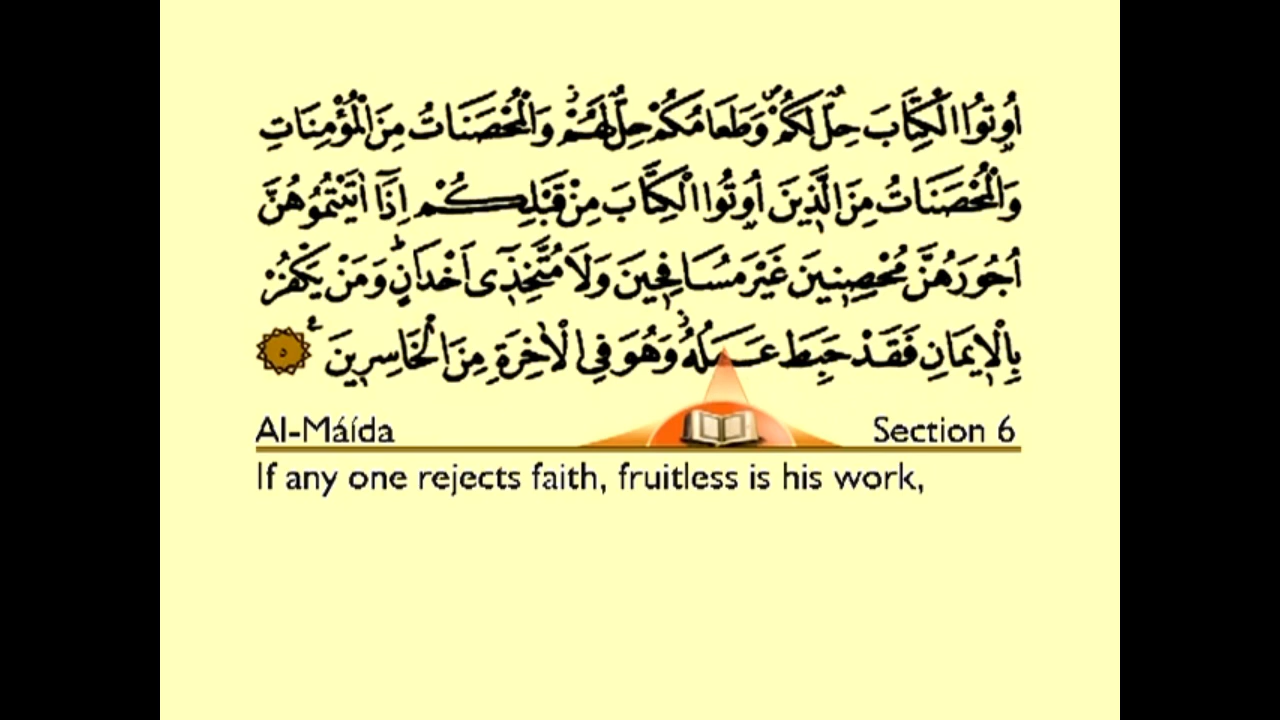 اُوتُوا الْكِتَابَ حِلٌّ لَكُمْ وَطَعَامُكُمْ حِلٌّ لَهُمْ وَالْمُحْصَنَاتُ مِنَ الْمُؤْمِنَاتِ
وَالْمُحْصَنَاتُ مِنَ الَّذِينَ اُوتُوا الْكِتَابَ مِنْ قَبْلِكُمْ اِذَٓا اٰتَيْتُمُوهُنَّ
اُجُورَهُنَّ مُحْصِنِينَ غَيْرَ مُسَافِحِينَ وَلَا مُتَّخِذِٓى اَخْدَانٍ وَمَنْ يَكْفُرْ
بِالْاِيمَانِ فَقَدْ حَبِطَ عَمَلُهُ وَهُوَ فِى الْاٰخِرَةِ مِنَ الْخَاسِرِينَ ٥
Al-Máída Section 6
If any one rejects faith, fruitless is his work,